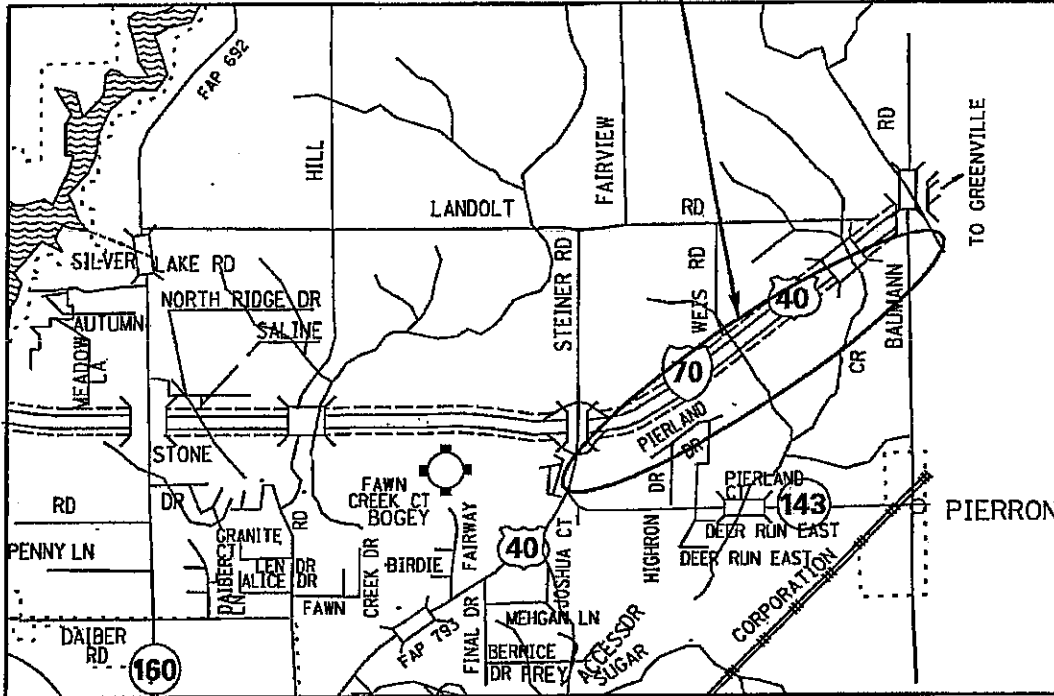 FAP 692
HILL
FAIRVIEW
RD
TO GREENVILLE
LANDOLT
RD
SILVER LAKE RD
STEINER RD
WEYS RD
40
BAUMANN
NORTH RIDGE DR
AUTUMN
SALINE
MEADOW LA
70
CR
PIERLAND DR
STONE
DR
RD
FAWN CREEK CT
BOGEY
PIERLAND CT
143
PIERRON
GRANITE CT
RD
40
JOSHUA CT
HIGHRON DR
DEER RUN EAST
DEER RUN EAST
PENNY LN
DAIBER LN
LEN DR
ALICE DR
CREEK DR
BIRDIE
FAIRWAY
FAWN
MEHGAN LN
CORPORATION
DAIBER RD
FAP 793
FINAL DR
BERNICE
DR FREY
ACCESSDR
SUGAR
160